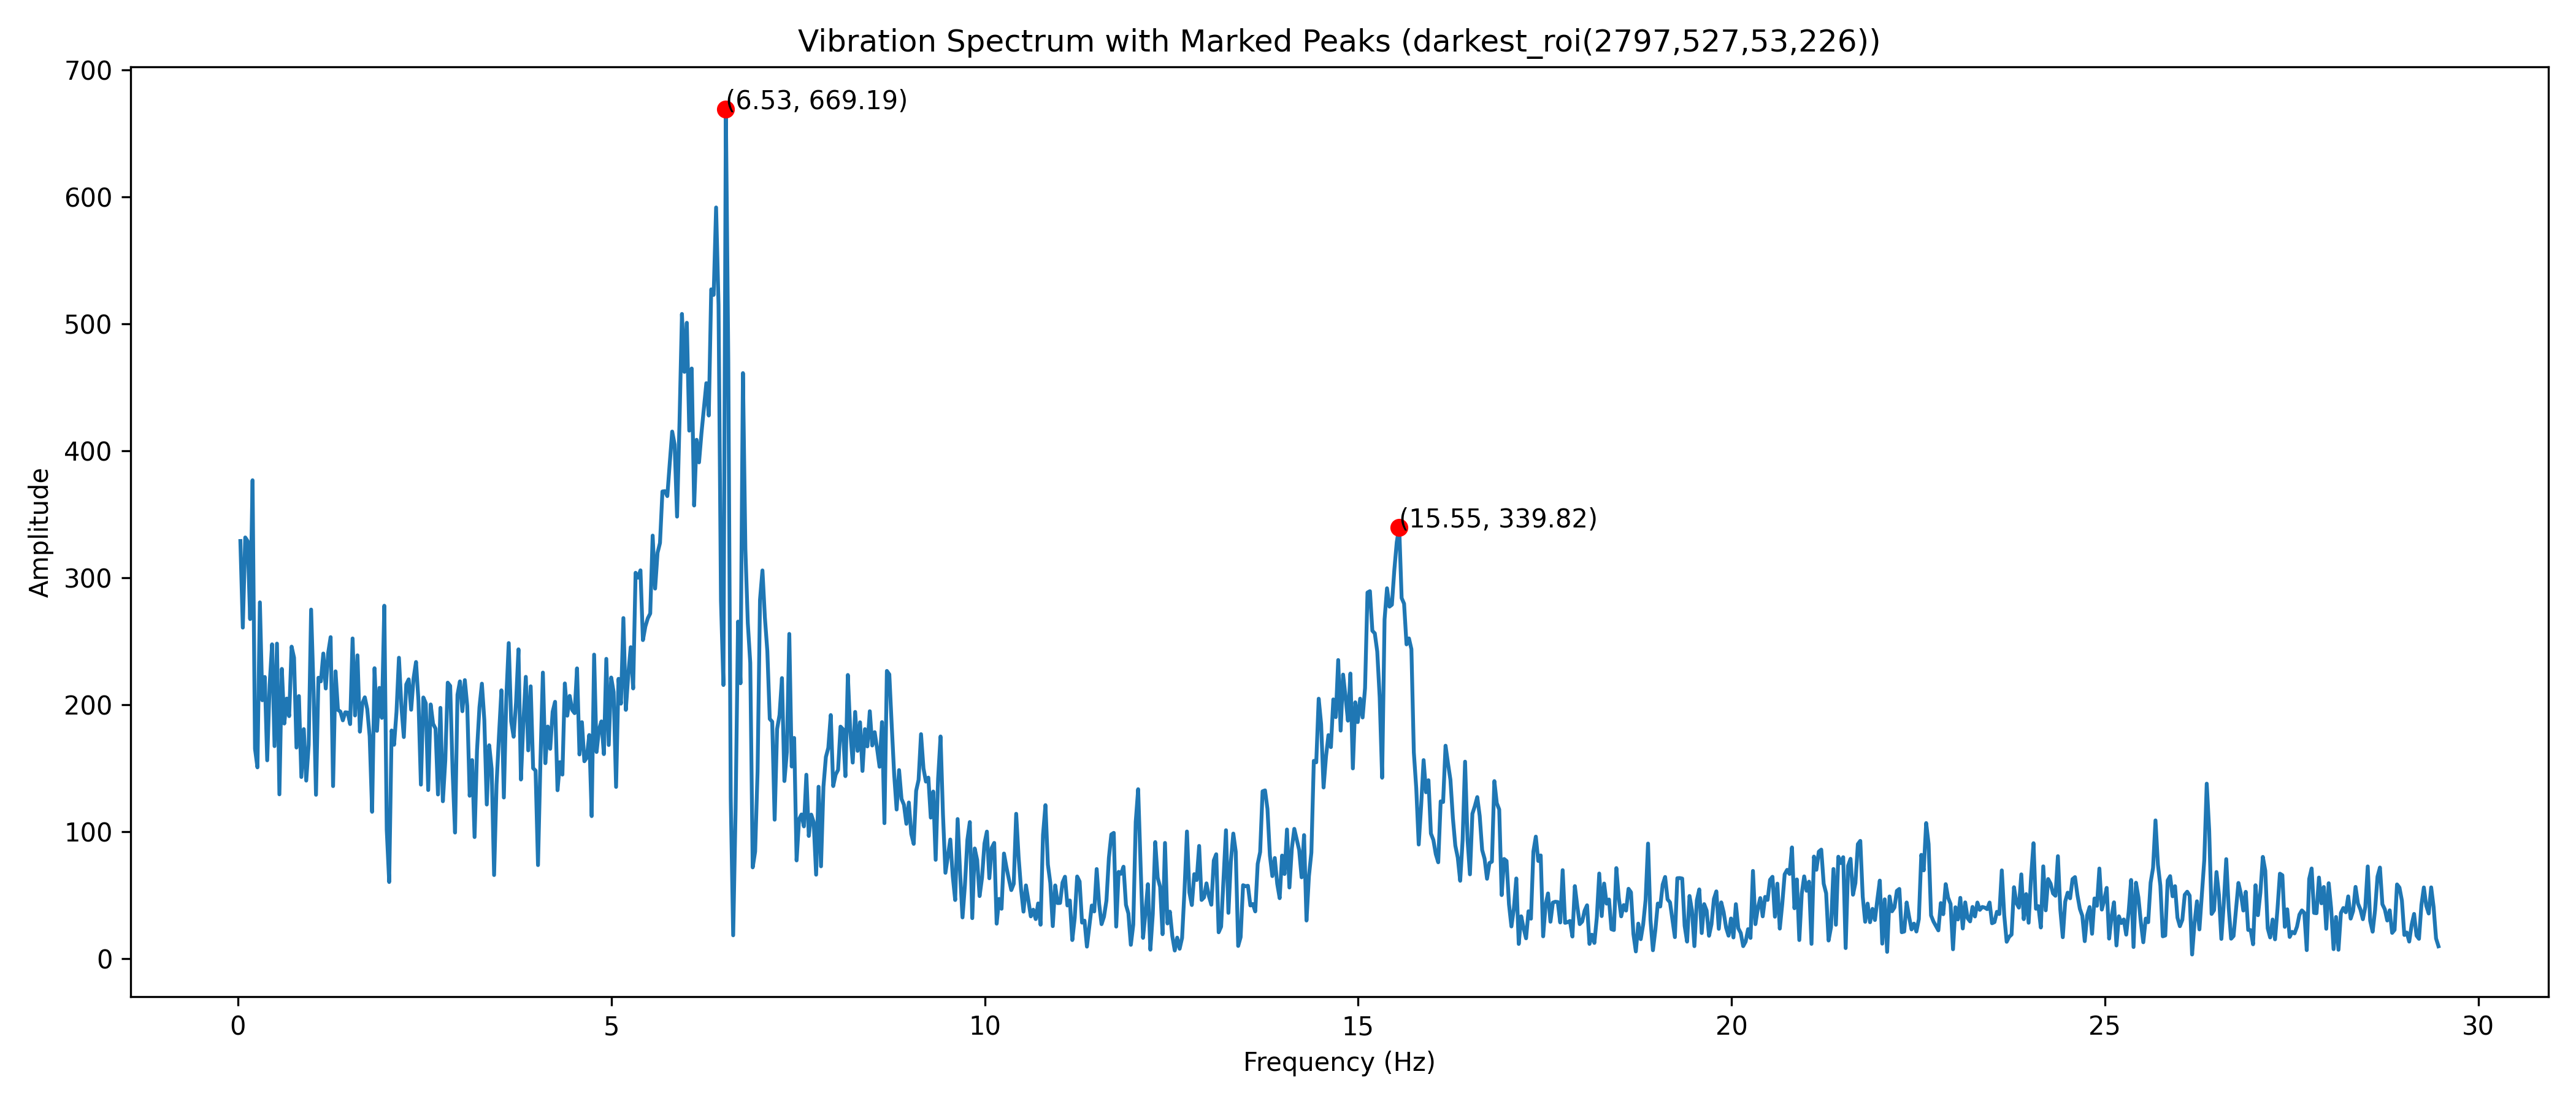 Vibration Spectrum with Marked Peaks (darkest_roi(2797,527,53,226))
700
600
500
400
300
200
100
0
Amplitude
(6.53, 669.19)
(15.55, 339.82)
0 5 10 15 20 25 30
Frequency (Hz)